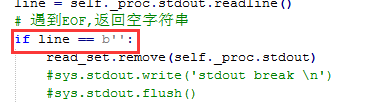 line = self._proc.stdout.readline()
# 遇到EOF,返回空字符串
if line == b'':
read_set.remove(self._proc.stdout)
#sys.stdout.write('stdout break \n')
#sys.stdout.flush()